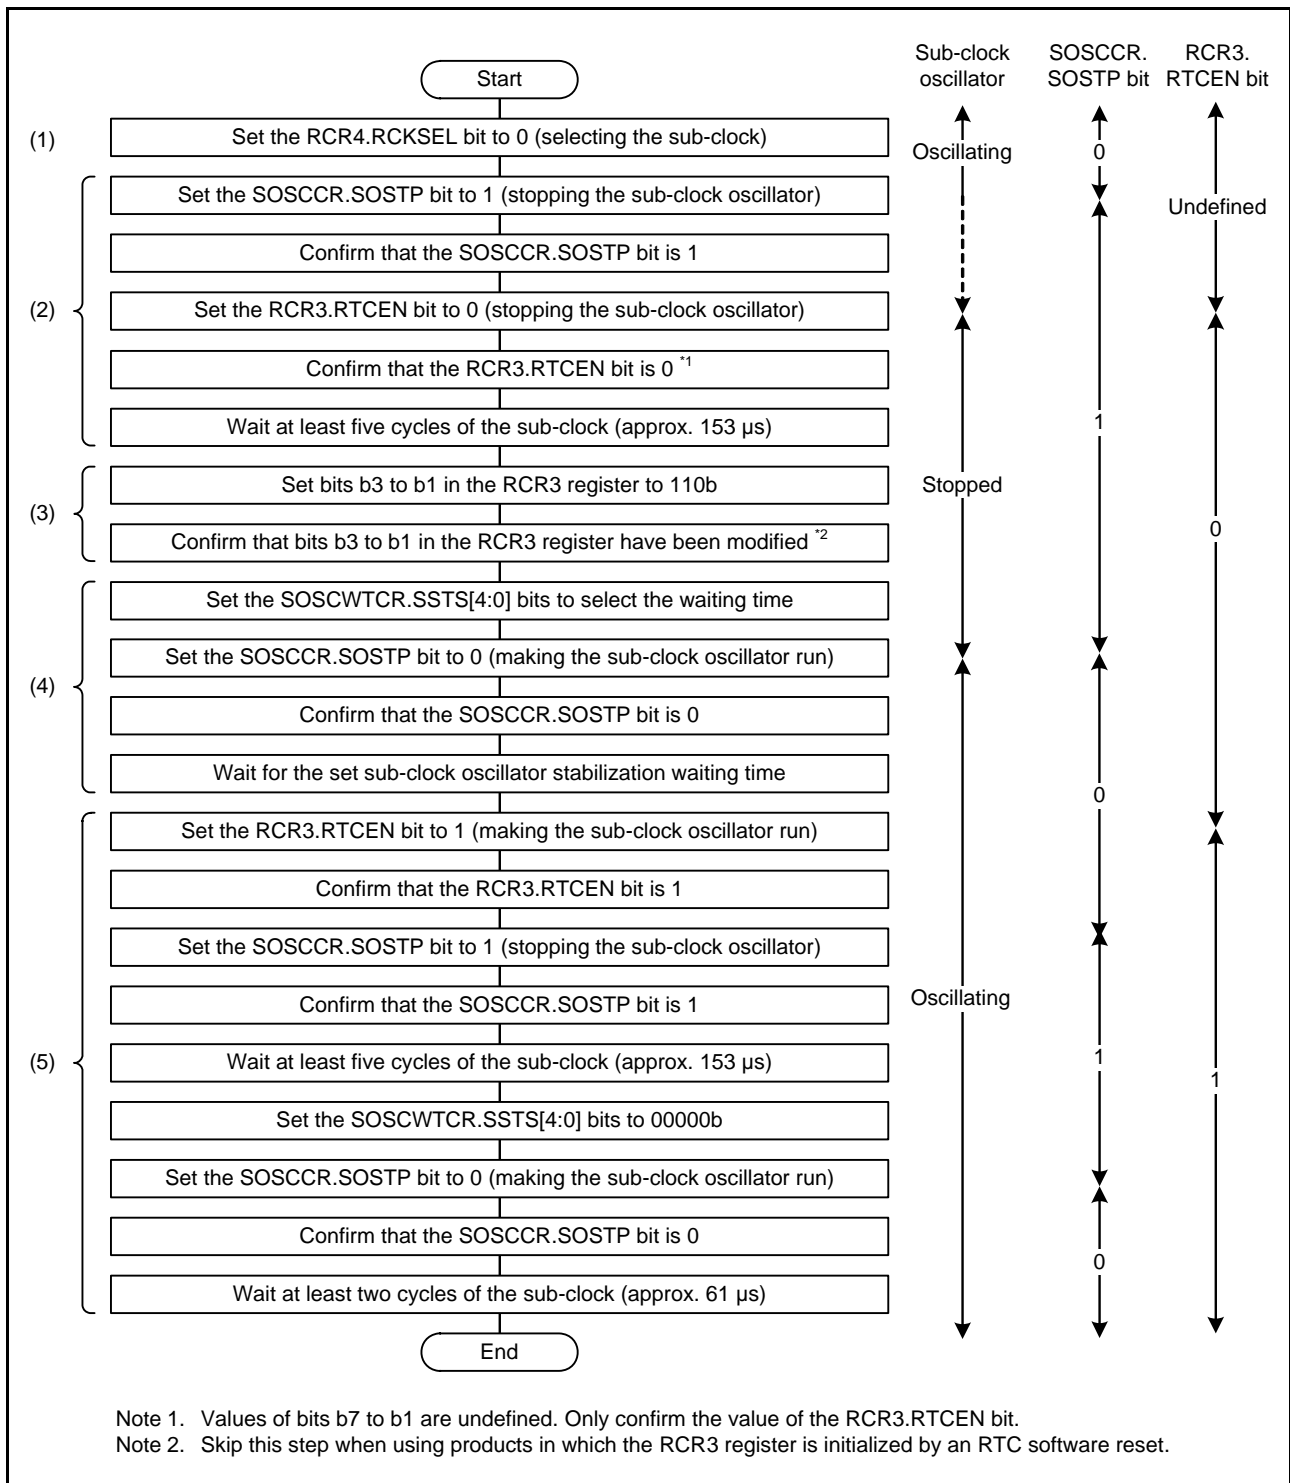 Sub-clock oscillator
SOSCCR. SOSTP bit
RCR3. RTCEN bit
Start
(1)
Set the RCR4.RCKSEL bit to 0 (selecting the sub-clock)
Oscillating
0
Set the SOSCCR.SOSTP bit to 1 (stopping the sub-clock oscillator)
Undefined
Confirm that the SOSCCR.SOSTP bit is 1
(2)
Set the RCR3.RTCEN bit to 0 (stopping the sub-clock oscillator)
Confirm that the RCR3.RTCEN bit is 0 *1
Wait at least five cycles of the sub-clock (approx. 153 µs)
1
Set bits b3 to b1 in the RCR3 register to 110b
Stopped
(3)
Confirm that bits b3 to b1 in the RCR3 register have been modified *2
0
Set the SOSCWTCR.SSTS[4:0] bits to select the waiting time
Set the SOSCCR.SOSTP bit to 0 (making the sub-clock oscillator run)
(4)
Confirm that the SOSCCR.SOSTP bit is 0
Wait for the set sub-clock oscillator stabilization waiting time
0
Set the RCR3.RTCEN bit to 1 (making the sub-clock oscillator run)
Confirm that the RCR3.RTCEN bit is 1
Set the SOSCCR.SOSTP bit to 1 (stopping the sub-clock oscillator)
Confirm that the SOSCCR.SOSTP bit is 1
Oscillating
(5)
Wait at least five cycles of the sub-clock (approx. 153 µs)
1
1
Set the SOSCWTCR.SSTS[4:0] bits to 00000b
Set the SOSCCR.SOSTP bit to 0 (making the sub-clock oscillator run)
Confirm that the SOSCCR.SOSTP bit is 0
0
Wait at least two cycles of the sub-clock (approx. 61 µs)
End
Note 1. Values of bits b7 to b1 are undefined. Only confirm the value of the RCR3.RTCEN bit.
Note 2. Skip this step when using products in which the RCR3 register is initialized by an RTC software reset.